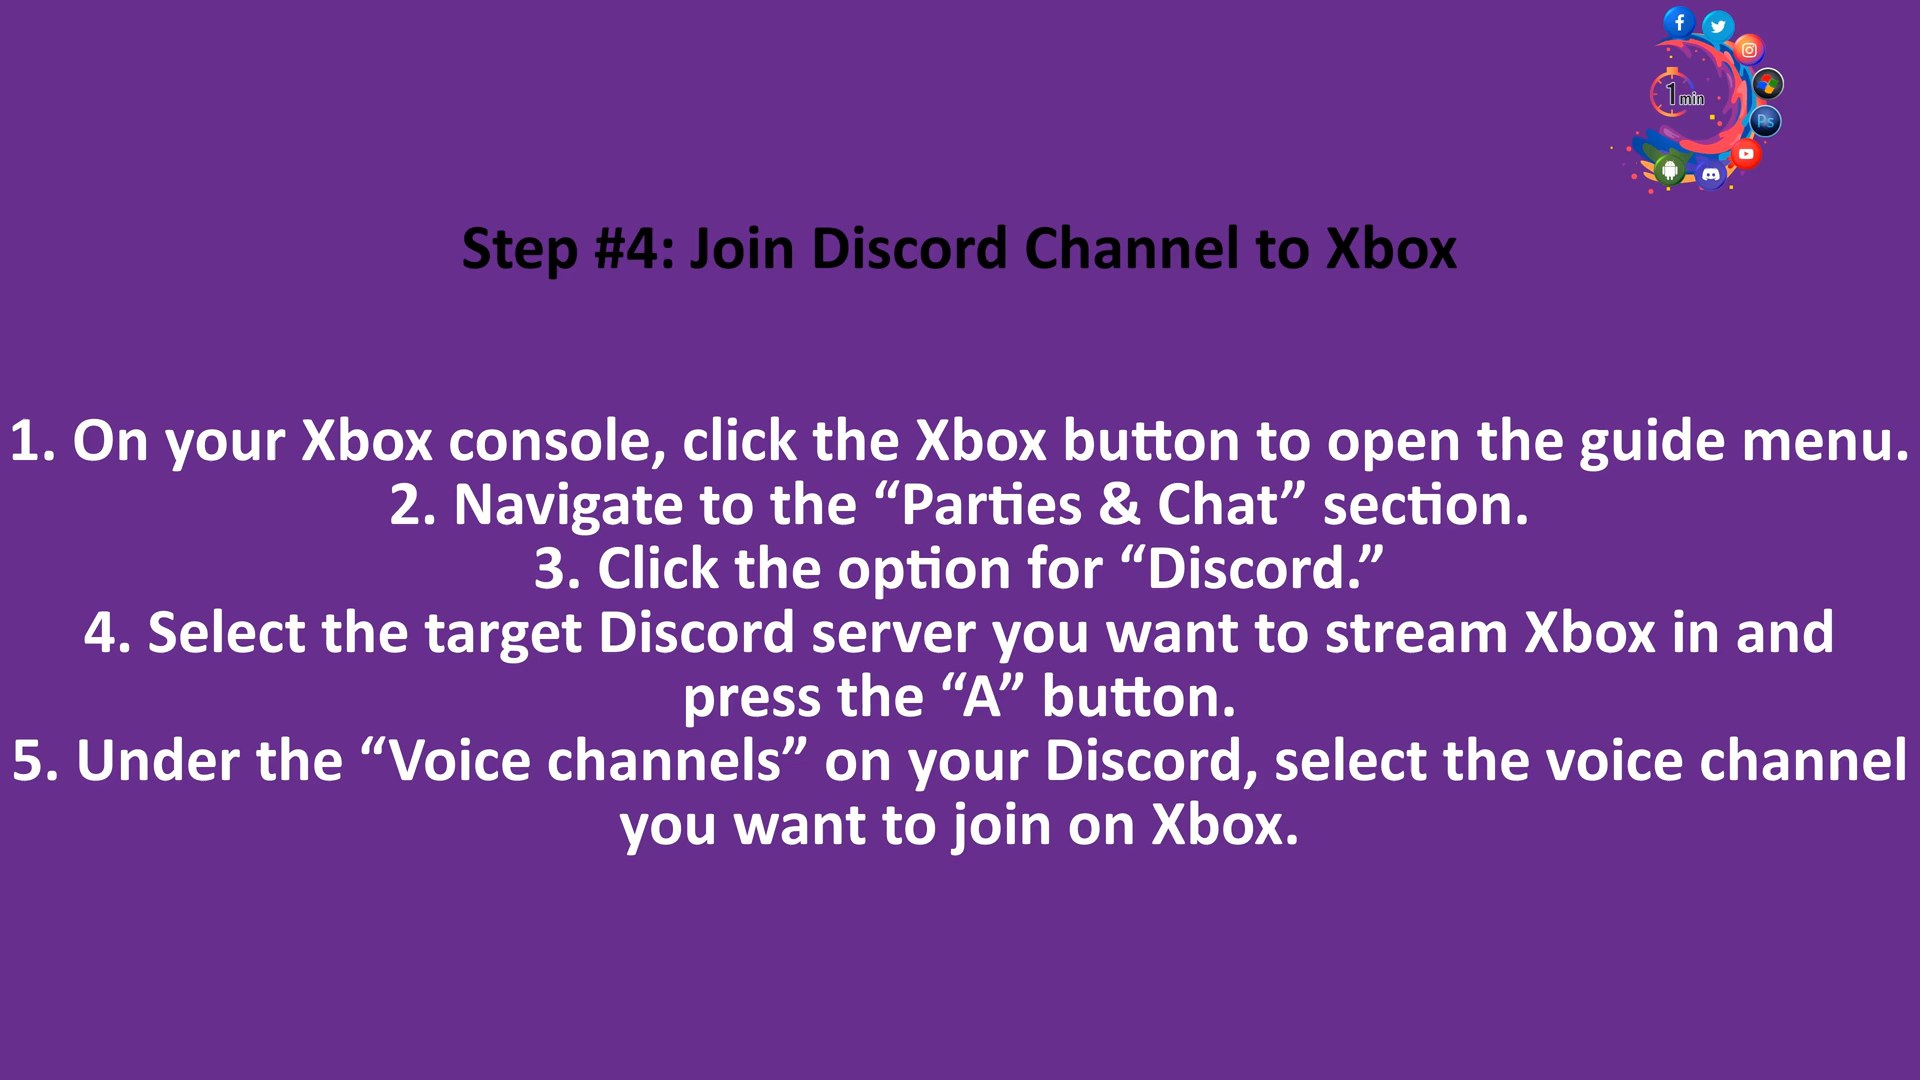 1 min
Ps
Step #4: Join Discord Channel to Xbox
1. On your Xbox console, click the Xbox button to open the guide menu.
2. Navigate to the “Parties & Chat” section.
3. Click the option for “Discord.”
4. Select the target Discord server you want to stream Xbox in and
press the “A” button.
5. Under the “Voice channels” on your Discord, select the voice channel
you want to join on Xbox.